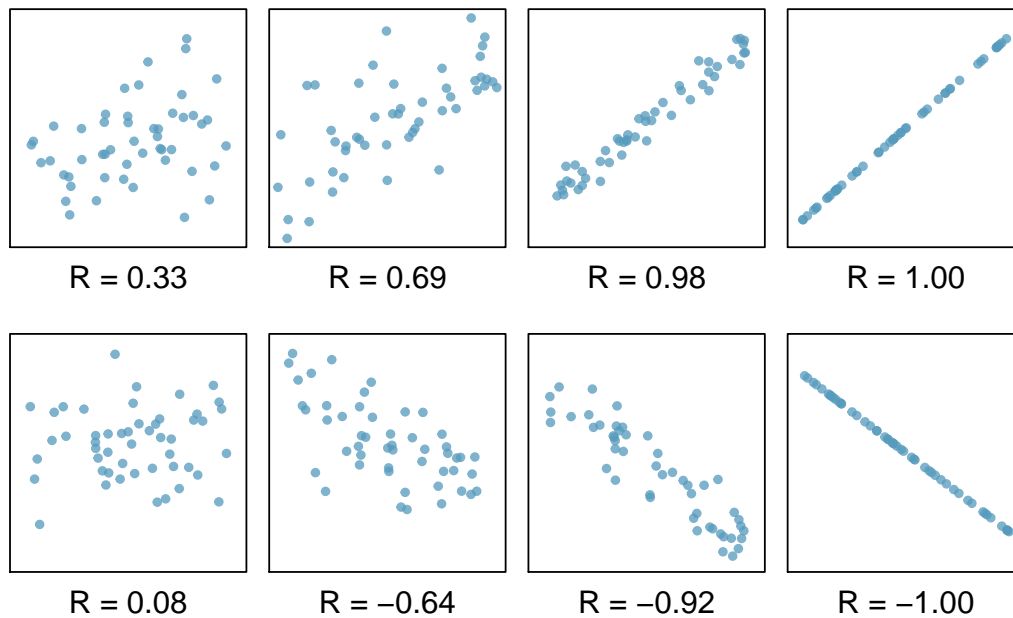 R = 0.33
R = 0.69
R = 0.98
R = 1.00
R = 0.08
R = −0.64
R = −0.92
R = −1.00